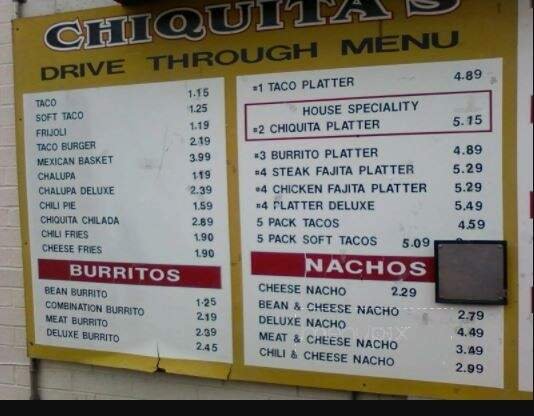 CHIQUITA'S
DRIVE THROUGH MENU
TACO 1.15
SOFT TACO 1.25
FRIJOLI 1.19
TACO BURGER 2.19
MEXICAN BASKET 3.99
CHALUPA 1.19
CHALUPA DELUXE 2.39
CHILI PIE 1.59
CHIQUITA CHILADA 2.89
CHILI FRIES 1.90
CHEESE FRIES 1.90
BURRITOS
BEAN BURRITO 1.25
COMBINATION BURRITO 2.19
MEAT BURRITO 2.39
DELUXE BURRITO 2.45
#1 TACO PLATTER 4.89
HOUSE SPECIALITY
#2 CHIQUITA PLATTER 5.15
#3 BURRITO PLATTER 4.89
#4 STEAK FAJITA PLATTER 5.29
#4 CHICKEN FAJITA PLATTER 5.29
#4 PLATTER DELUXE 5.49
5 PACK TACOS 4.59
5 PACK SOFT TACOS 5.09
NACHOS
CHEESE NACHO 2.29
BEAN & CHEESE NACHO 2.79
DELUXE NACHO 4.49
MEAT & CHEESE NACHO 3.49
CHILI & CHEESE NACHO 2.99